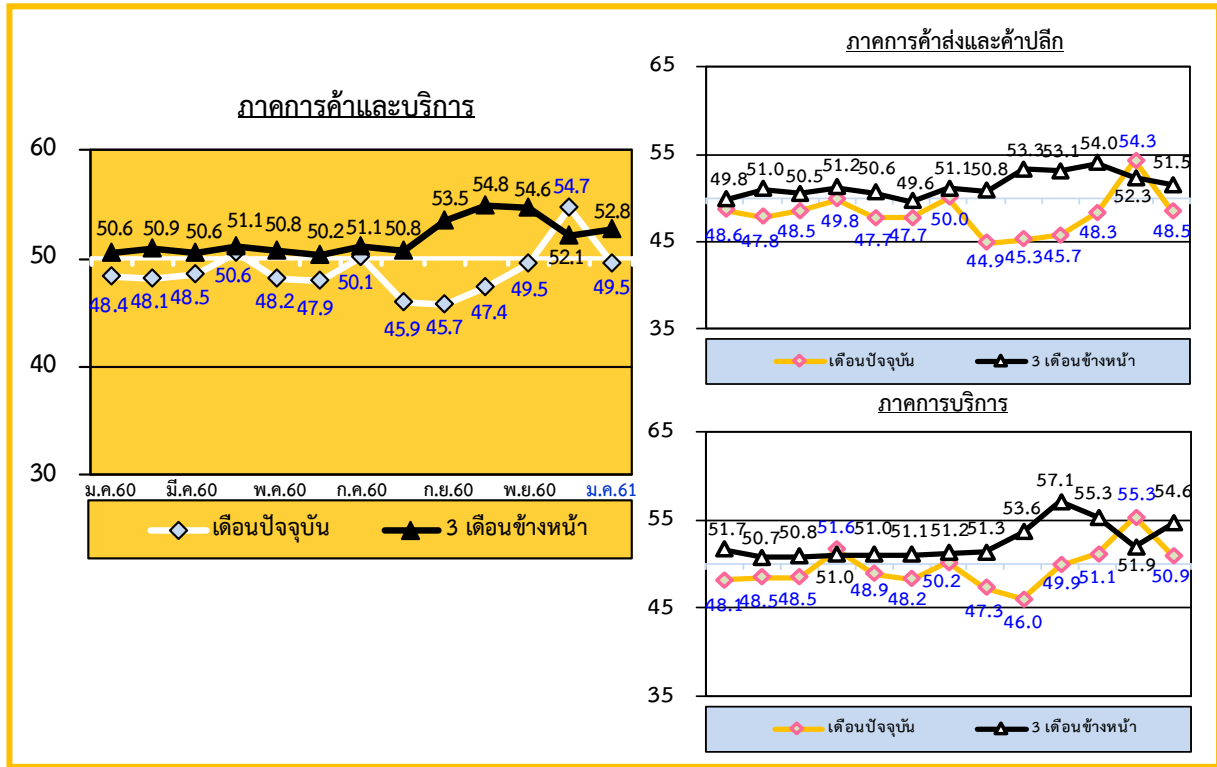 ภาคการค้าและบริการ
60
50
40
30
50.6 50.9 50.6 51.1 50.8 50.2 51.1 50.8 53.5 54.8 54.6 52.1 52.8
48.4 48.1 48.5 50.6 48.2 47.9 50.1 45.9 45.7 47.4 49.5 54.7 49.5
ม.ค.60 มี.ค.60 พ.ค.60 ก.ค.60 ก.ย.60 พ.ย.60 ม.ค.61
เดือนปัจจุบัน 3 เดือนข้างหน้า
ภาคการค้าส่งและค้าปลีก
65
55
45
35
49.8 51.0 50.5 51.2 50.6 49.6 51.1 50.8 53.3 53.1 54.0 52.3 51.5
48.6 47.8 48.5 49.8 47.7 47.7 50.0 44.9 45.3 45.7 48.3 54.3 48.5
เดือนปัจจุบัน 3 เดือนข้างหน้า
ภาคการบริการ
65
55
45
35
51.7 50.7 50.8 51.0 51.0 51.1 51.2 51.3 53.6 57.1 55.3 51.9 54.6
48.1 48.5 48.5 51.6 48.9 48.2 50.2 47.3 46.0 49.9 51.1 55.3 50.9
เดือนปัจจุบัน 3 เดือนข้างหน้า